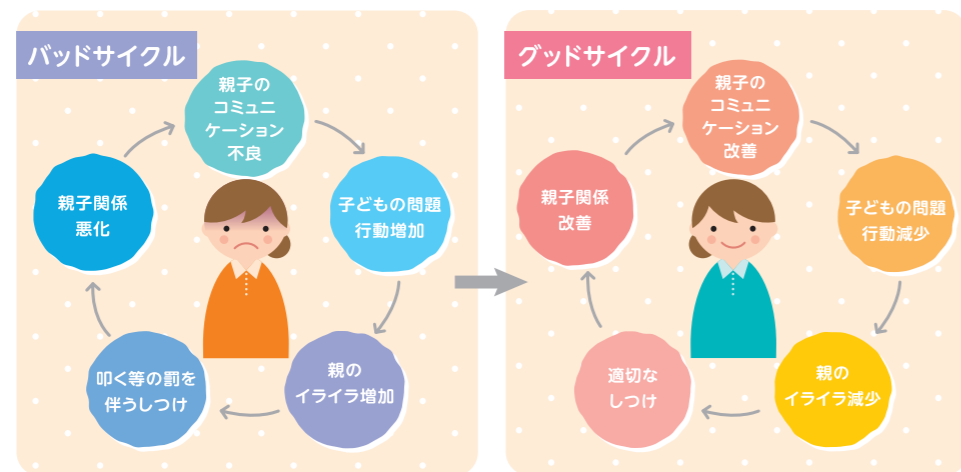 バッドサイクル
親子の
コミュニ
ケーション
不良
子どもの問題
行動増加
親の
イライラ増加
叩く等の罰を
伴うしつけ
親子関係
悪化
グッドサイクル
親子の
コミュニ
ケーション
改善
子どもの問題
行動減少
親の
イライラ減少
適切な
しつけ
親子関係
改善